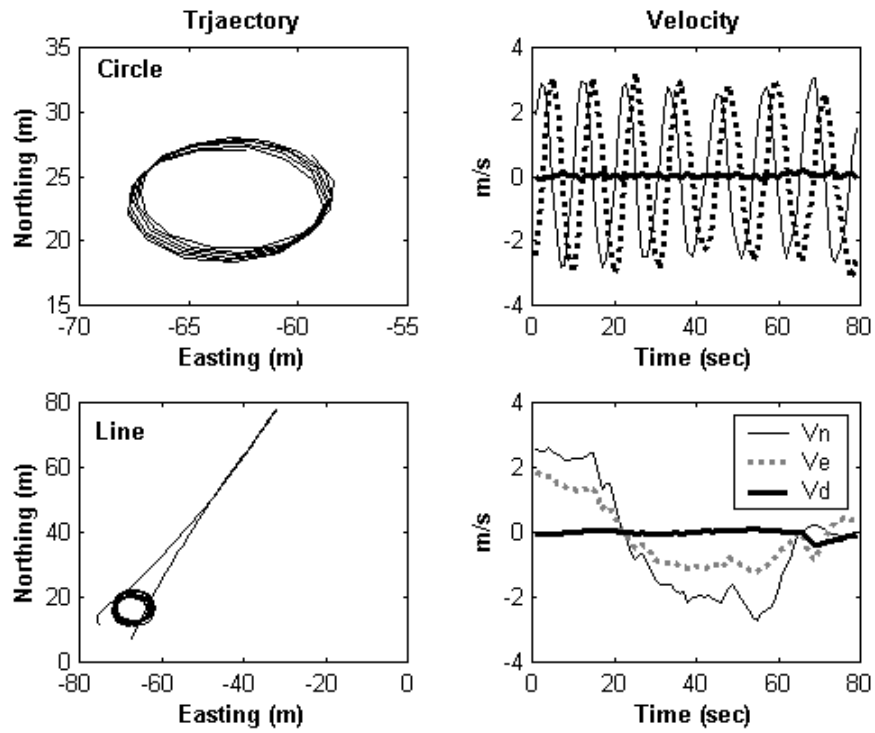 Trjaectory
Velocity
35
30
25
20
15
Northing (m)
Circle
-70 -65 -60 -55
Easting (m)
4
2
0
-2
-4
m/s
0 20 40 60 80
Time (sec)
80
60
40
20
0
Northing (m)
Line
-80 -60 -40 -20 0
Easting (m)
4
2
0
-2
-4
m/s
Vn
Ve
Vd
0 20 40 60 80
Time (sec)